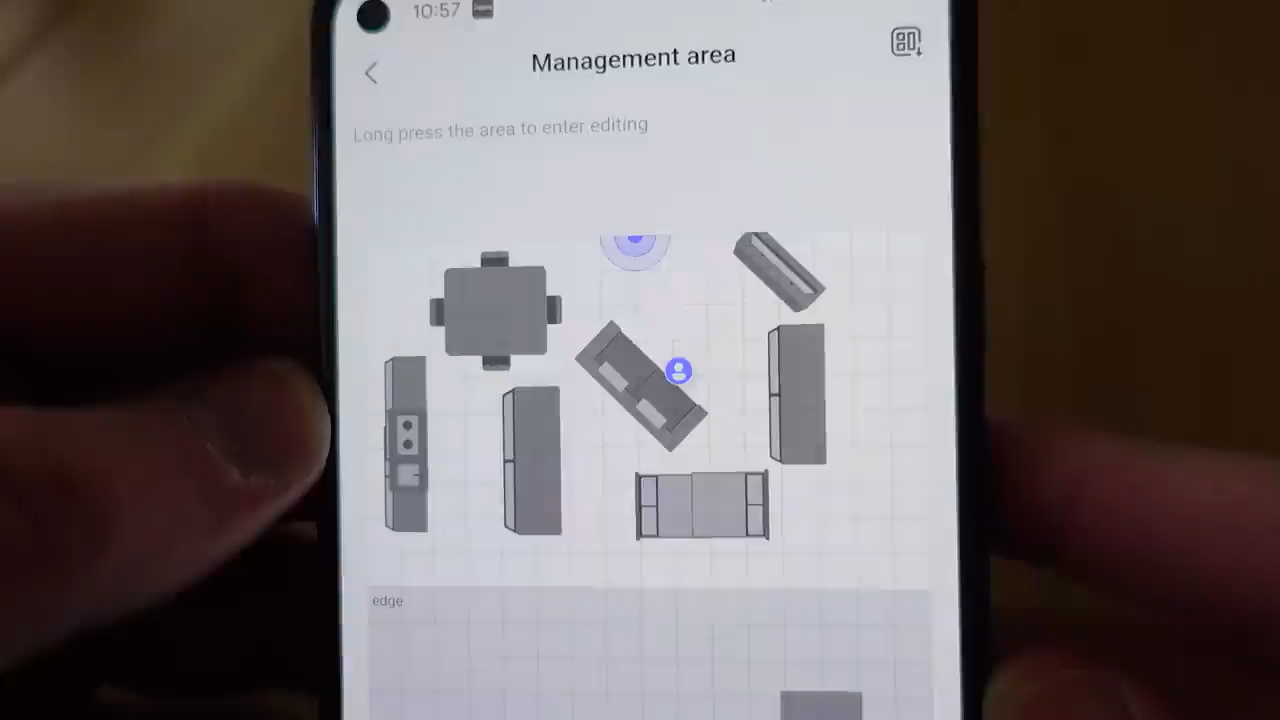 10:57
Management area
Long press the area to enter editing
edge